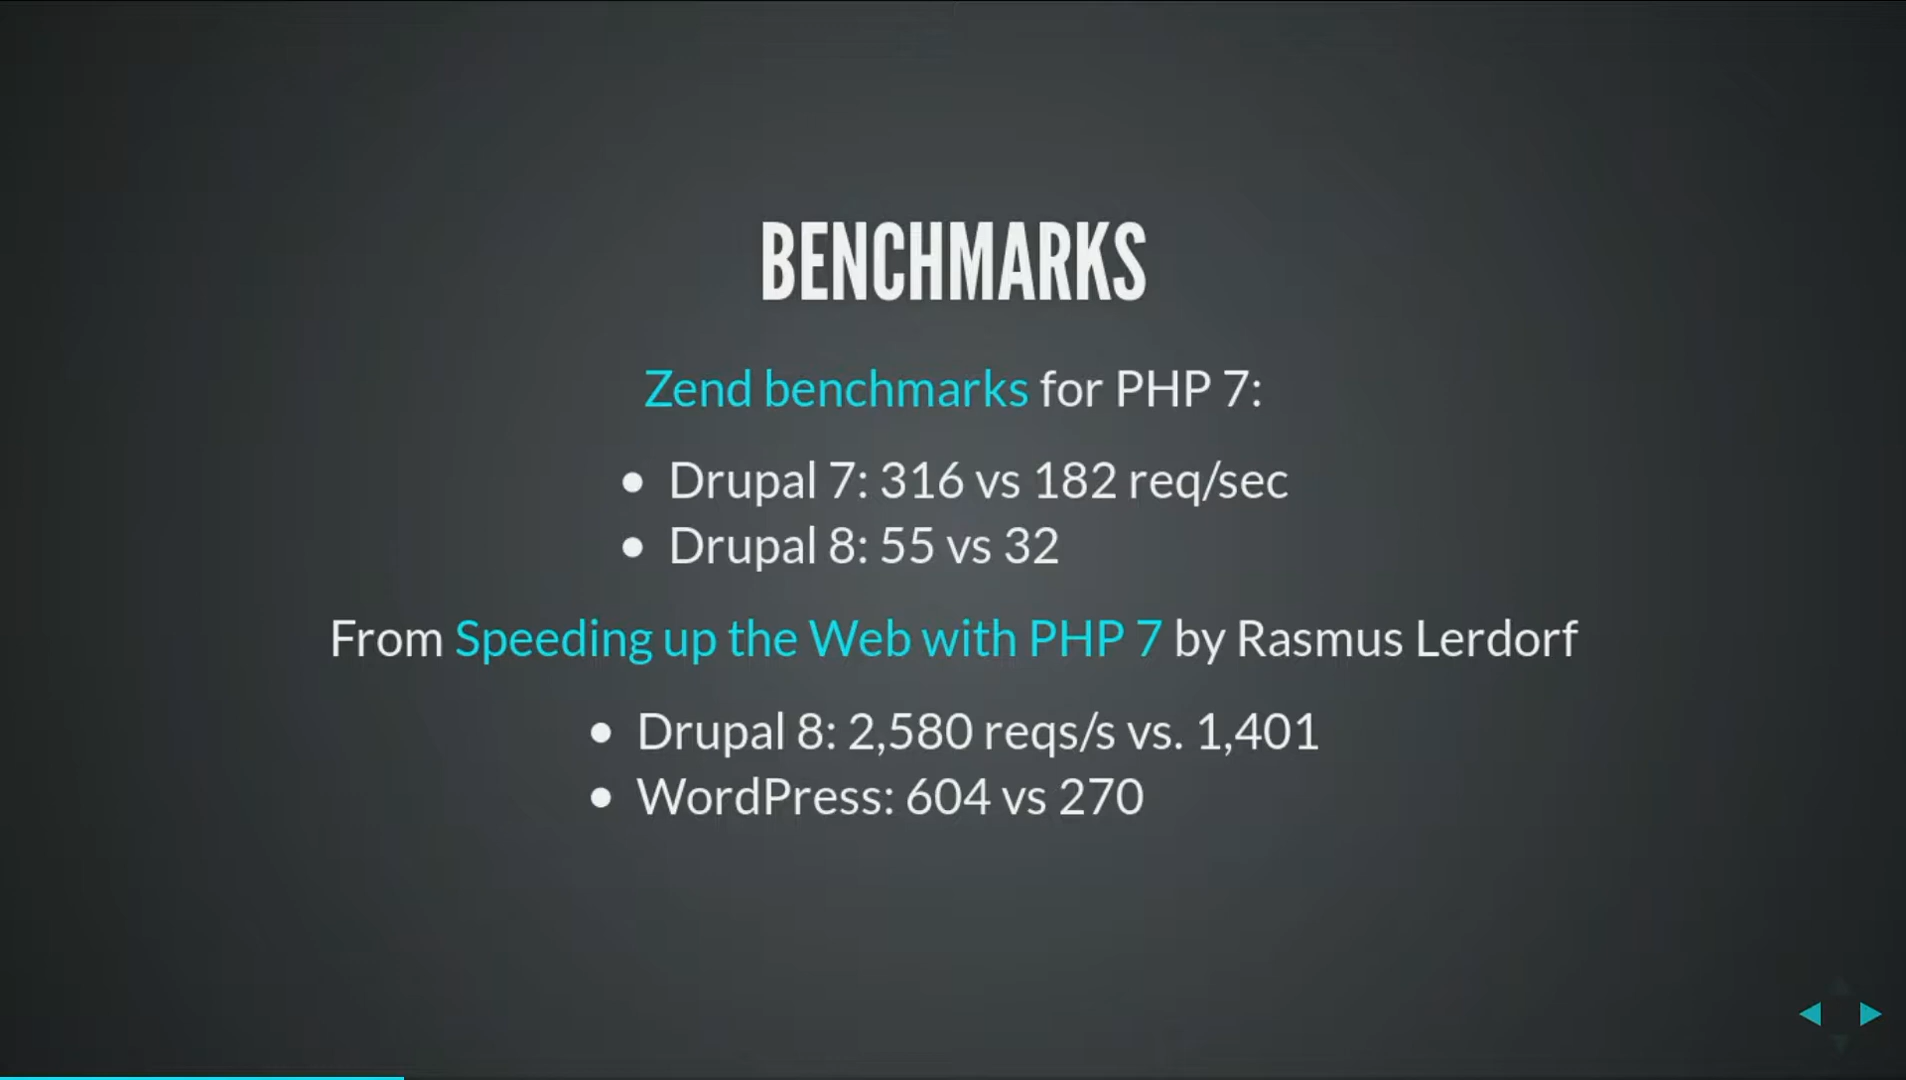 BENCHMARKS
Zend benchmarks for PHP 7:
• Drupal 7: 316 vs 182 req/sec
• Drupal 8: 55 vs 32
From Speeding up the Web with PHP 7 by Rasmus Lerdorf
• Drupal 8: 2,580 reqs/s vs. 1,401
• WordPress: 604 vs 270